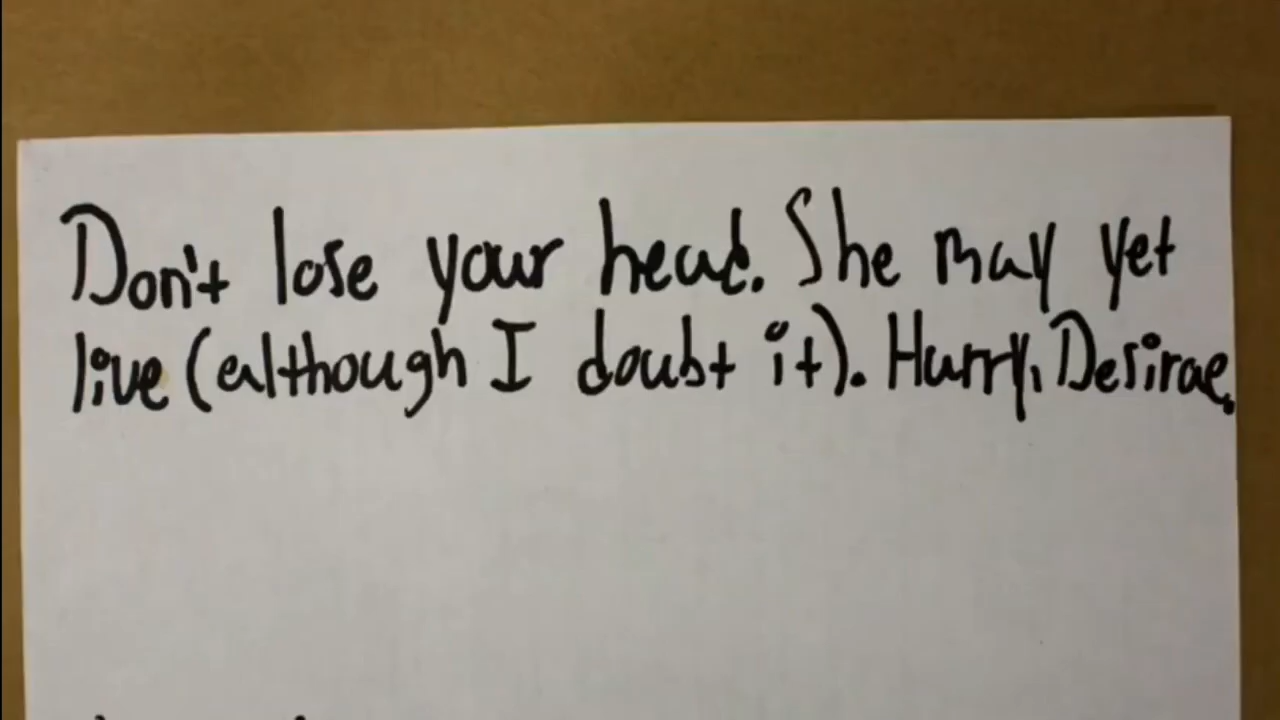 Don't lose your head. She may yet
live (although I doubt it). Hurry, Desirae.